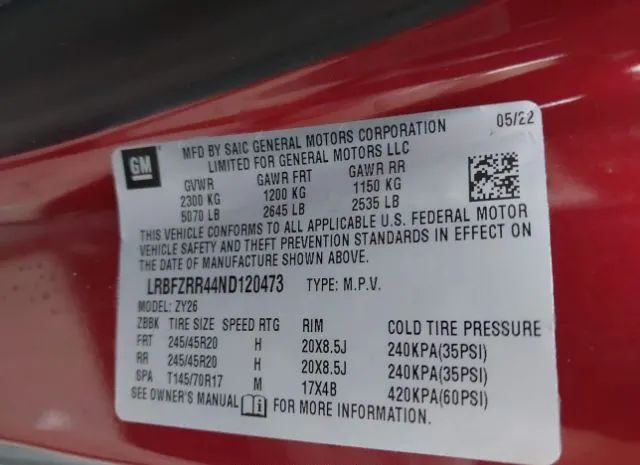 GM
MFD BY SAIC GENERAL MOTORS CORPORATION 05/22
LIMITED FOR GENERAL MOTORS LLC
GVWR GAWR FRT GAWR RR
2300 KG 1200 KG 1150 KG
5070 LB 2645 LB 2535 LB
THIS VEHICLE CONFORMS TO ALL APPLICABLE U.S. FEDERAL MOTOR
VEHICLE SAFETY AND THEFT PREVENTION STANDARDS IN EFFECT ON
THE DATE OF MANUFACTURE SHOWN ABOVE.
LRBFZRR44ND120473 TYPE: M.P.V.
MODEL: ZY26
ZBBK TIRE SIZE SPEED RTG RIM COLD TIRE PRESSURE
FRT 245/45R20 H 20X8.5J 240KPA(35PSI)
RR 245/45R20 H 20X8.5J 240KPA(35PSI)
SPA T145/70R17 M 17X4B 420KPA(60PSI)
SEE OWNER'S MANUAL FOR MORE INFORMATION.